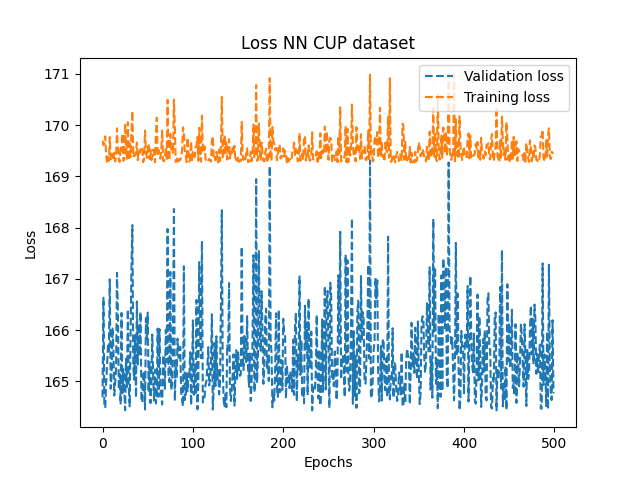 Loss NN CUP dataset
Validation loss
Training loss
171
170
169
168
167
166
165
Loss
0
100
200
300
400
500
Epochs